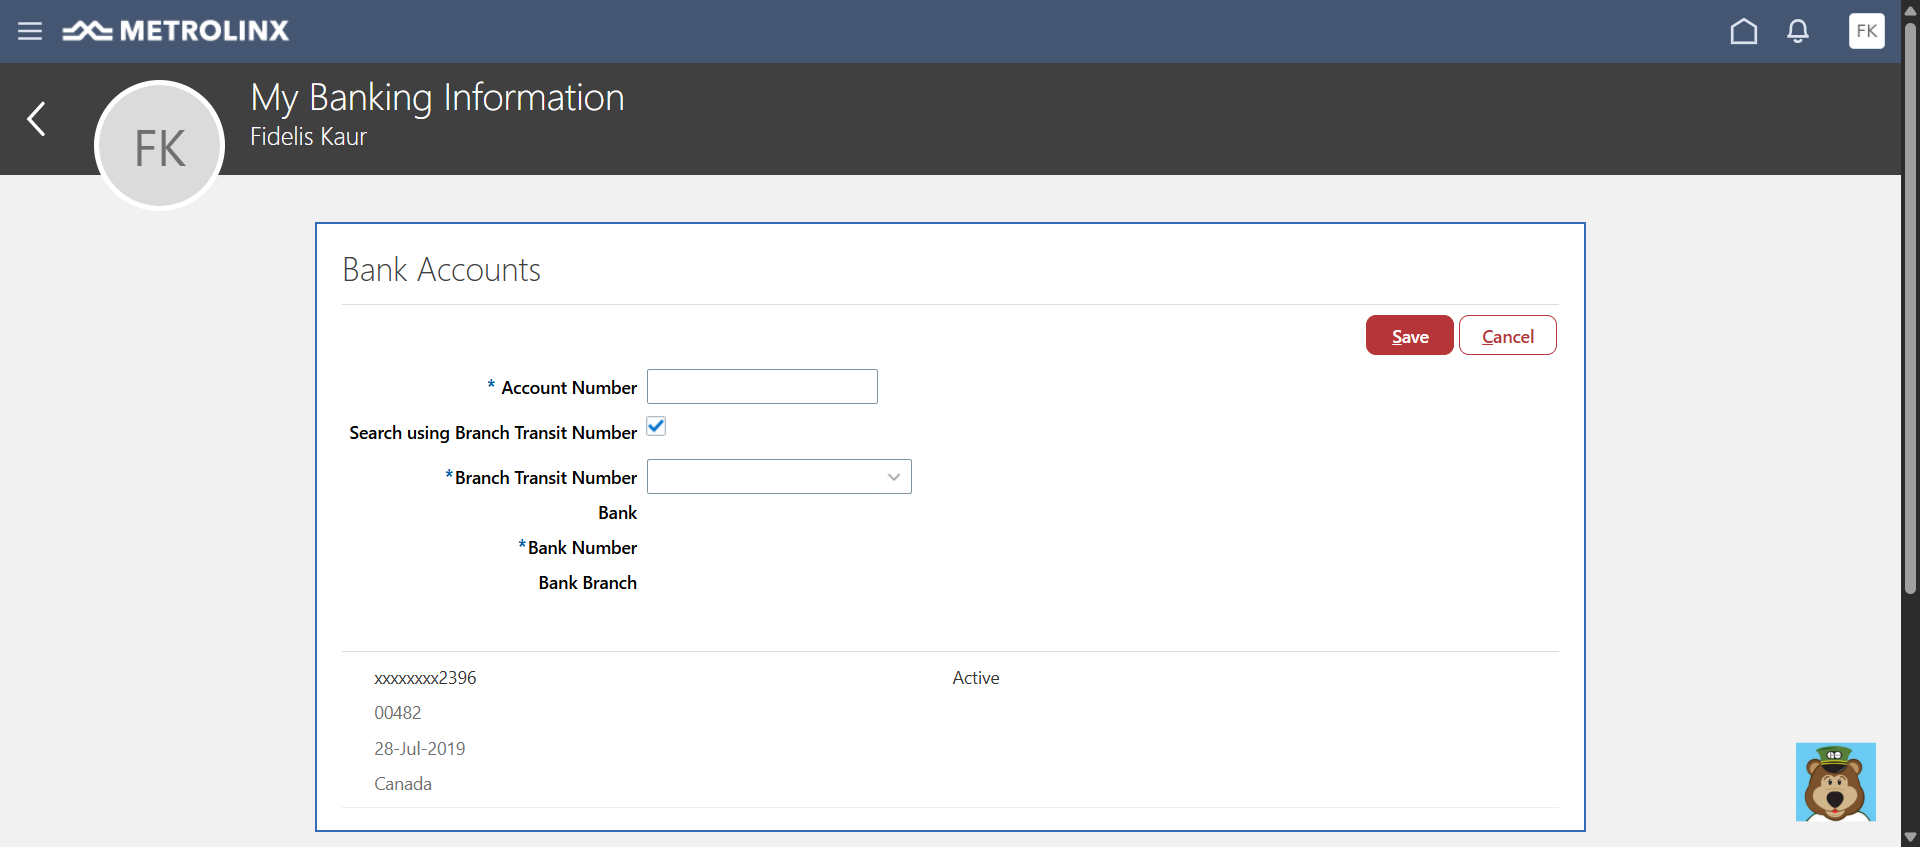 METROLINX
FK
My Banking Information
Fidelis Kaur
FK
Bank Accounts
Save
Cancel
* Account Number
Search using Branch Transit Number
*Branch Transit Number
Bank
*Bank Number
Bank Branch
xxxxxxxx2396
Active
00482
28-Jul-2019
Canada